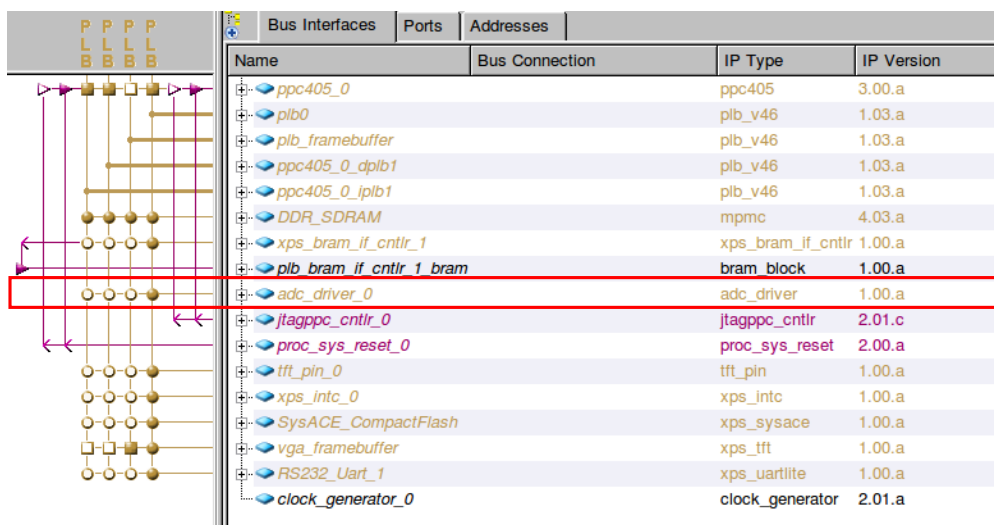 PLB PLB PLB PLB
Bus Interfaces Ports Addresses
Name Bus Connection IP Type IP Version
ppc405_0 ppc405 3.00.a
plb0 plb_v46 1.03.a
plb_framebuffer plb_v46 1.03.a
ppc405_0_dplb1 plb_v46 1.03.a
ppc405_0_iplb1 plb_v46 1.03.a
DDR_SDRAM mpmc 4.03.a
xps_bram_if_cntlr_1 xps_bram_if_cntlr 1.00.a
plb_bram_if_cntlr_1_bram bram_block 1.00.a
adc_driver_0 adc_driver 1.00.a
jtagppc_cntlr_0 jtagppc_cntlr 2.01.c
proc_sys_reset_0 proc_sys_reset 2.00.a
tft_pin_0 tft_pin 1.00.a
xps_intc_0 xps_intc 1.00.a
SysACE_CompactFlash xps_sysace 1.00.a
vga_framebuffer xps_tft 1.00.a
RS232_Uart_1 xps_uartlite 1.00.a
clock_generator_0 clock_generator 2.01.a